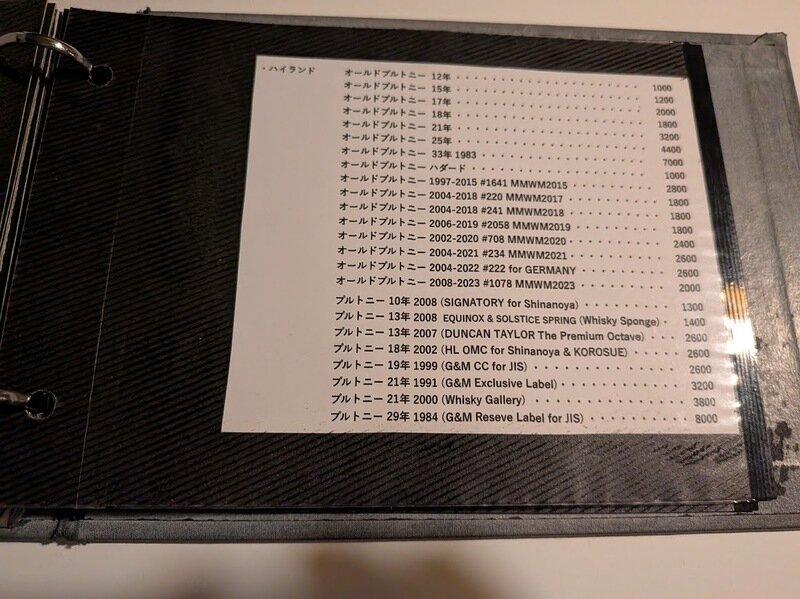 ・ハイランド オールドプルトニー 12年・・・・・・・・・・・・・・・・・・・・・・ 1000
オールドプルトニー 15年・・・・・・・・・・・・・・・・・・・・・・ 1200
オールドプルトニー 17年・・・・・・・・・・・・・・・・・・・・・・ 2000
オールドプルトニー 18年・・・・・・・・・・・・・・・・・・・・・・ 1800
オールドプルトニー 21年・・・・・・・・・・・・・・・・・・・・・・ 3200
オールドプルトニー 25年・・・・・・・・・・・・・・・・・・・・・・ 4400
オールドプルトニー 33年 1983・・・・・・・・・・・・・・・・・・・ 7000
オールドプルトニー ハダード・・・・・・・・・・・・・・・・・・・・ 1000
オールドプルトニー 1997-2015 #1641 MMWM2015・・・・・・・・・ 2800
オールドプルトニー 2004-2018 #220 MMWM2017・・・・・・・・・・ 1800
オールドプルトニー 2004-2018 #241 MMWM2018・・・・・・・・・・ 1800
オールドプルトニー 2006-2019 #2058 MMWM2019・・・・・・・・・ 1800
オールドプルトニー 2002-2020 #708 MMWM2020・・・・・・・・・・ 2400
オールドプルトニー 2004-2021 #234 MMWM2021・・・・・・・・・・ 2600
オールドプルトニー 2004-2022 #222 for GERMANY・・・・・・・・・ 2600
オールドプルトニー 2008-2023 #1078 MMWM2023・・・・・・・・・ 2000
プルトニー 10年 2008 (SIGNATORY for Shinanoya)・・・・・・・・・ 1300
プルトニー 13年 2008 EQUINOX & SOLSTICE SPRING (Whisky Sponge)・ 1400
プルトニー 13年 2007 (DUNCAN TAYLOR The Premium Octave)・・・・ 2600
プルトニー 18年 2002 (HL OMC for Shinanoya & KOROSUE)・・・・・ 2600
プルトニー 19年 1999 (G&M CC for JIS)・・・・・・・・・・・・・・ 2600
プルトニー 21年 1991 (G&M Exclusive Label)・・・・・・・・・・・・ 3200
プルトニー 21年 2000 (Whisky Gallery)・・・・・・・・・・・・・・ 3800
プルトニー 29年 1984 (G&M Reseve Label for JIS)・・・・・・・・・・ 8000